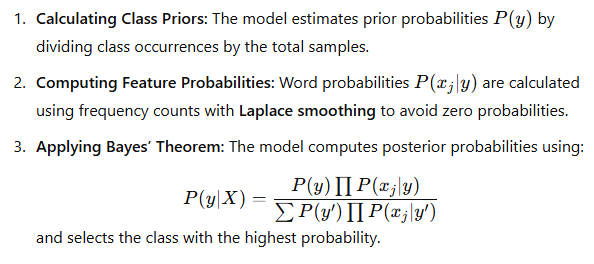 1. Calculating Class Priors: The model estimates prior probabilities P(y) by
dividing class occurrences by the total samples.
2. Computing Feature Probabilities: Word probabilities P(x_j|y) are calculated
using frequency counts with Laplace smoothing to avoid zero probabilities.
3. Applying Bayes’ Theorem: The model computes posterior probabilities using:
P(y|X) = \frac{P(y) ∏ P(x_j|y)}{∑ P(y′) ∏ P(x_j|y′)}
and selects the class with the highest probability.